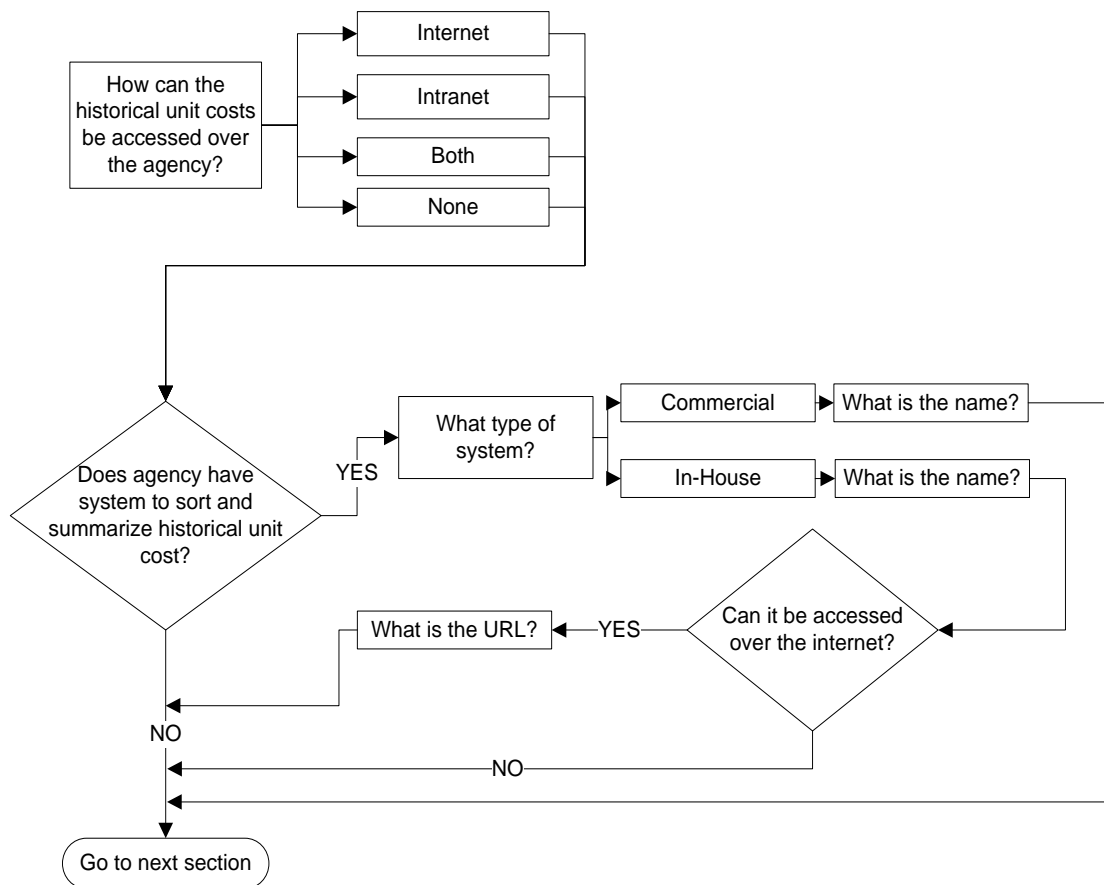 How can the
historical unit costs
be accessed over
the agency?
Internet
Intranet
Both
None
Does agency have
system to sort and
summarize historical unit
cost?
YES
What type of
system?
Commercial
What is the name?
In-House
What is the name?
Can it be accessed
over the internet?
YES
What is the URL?
NO
NO
Go to next section